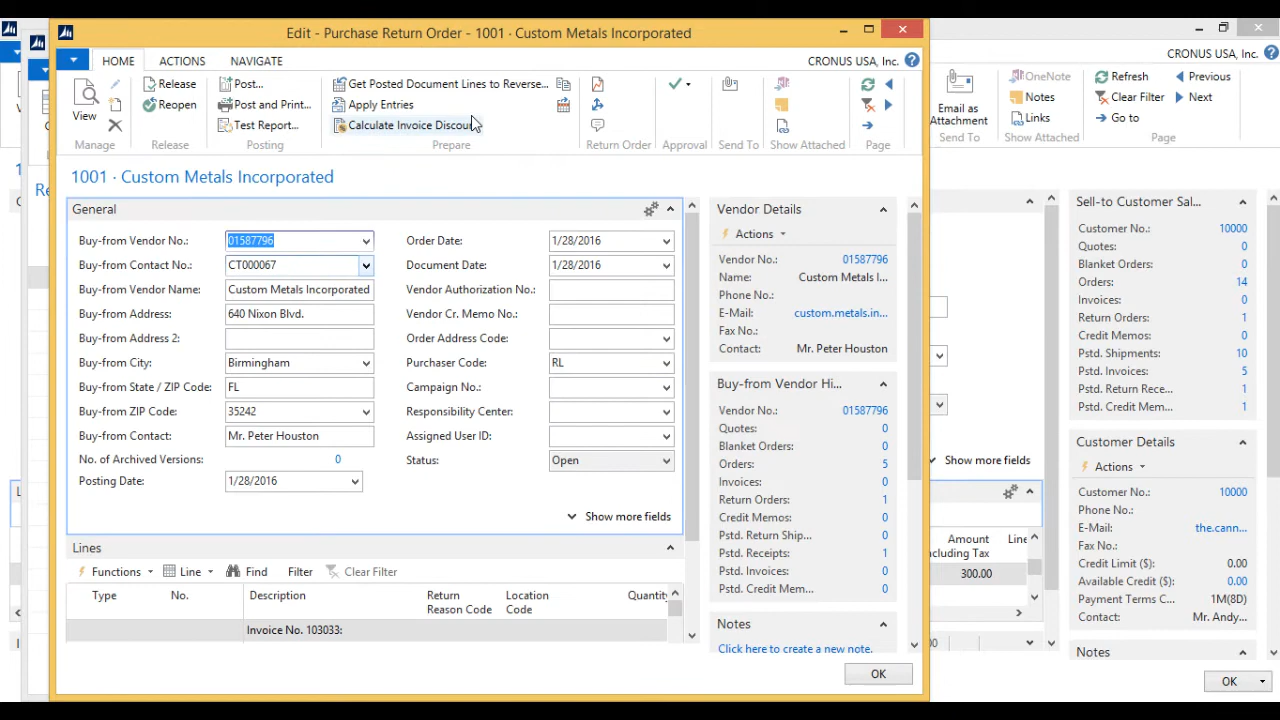 Edit - Purchase Return Order - 1001 · Custom Metals Incorporated
HOME ACTIONS NAVIGATE CRONUS USA, Inc.
View
Manage
Release
Reopen
Release
Post...
Post and Print...
Test Report...
Posting
Get Posted Document Lines to Reverse...
Apply Entries
Calculate Invoice Discou
Prepare
Return Order
Approval
Send To
Show Attached
Page
1001 · Custom Metals Incorporated
General
Buy-from Vendor No.: 01587796
Buy-from Contact No.: CT000067
Buy-from Vendor Name: Custom Metals Incorporated
Buy-from Address: 640 Nixon Blvd.
Buy-from Address 2:
Buy-from City: Birmingham
Buy-from State / ZIP Code: FL
Buy-from ZIP Code: 35242
Buy-from Contact: Mr. Peter Houston
No. of Archived Versions: 0
Posting Date: 1/28/2016
Order Date: 1/28/2016
Document Date: 1/28/2016
Vendor Authorization No.:
Vendor Cr. Memo No.:
Order Address Code:
Purchaser Code: RL
Campaign No.:
Responsibility Center:
Assigned User ID:
Status: Open
Show more fields
Lines
Functions Line Find Filter Clear Filter
Type No. Description Return Reason Code Location Code Quantity
Invoice No. 103033:
Vendor Details
Actions
Vendor No.: 01587796
Name: Custom Metals I...
Phone No.:
E-Mail: custom.metals.in...
Fax No.:
Contact: Mr. Peter Houston
Buy-from Vendor Hi...
Vendor No.: 01587796
Quotes: 0
Blanket Orders: 0
Orders: 5
Invoices: 0
Return Orders: 1
Credit Memos: 0
Pstd. Return Ship... 0
Pstd. Receipts: 1
Pstd. Invoices: 0
Pstd. Credit Mem... 0
Notes
Click here to create a new note.
OK
CRONUS USA, Inc.
Email as
Attachment
Send To
OneNote
Notes
Links
Show Attached
Refresh
Clear Filter
Go to
Previous
Next
Page
Show more fields
Amount
Including Tax
Line
300.00
Sell-to Customer Sal...
Customer No.: 10000
Quotes: 0
Blanket Orders: 0
Orders: 14
Invoices: 0
Return Orders: 1
Credit Memos: 0
Pstd. Shipments: 10
Pstd. Invoices: 5
Pstd. Return Rece... 1
Pstd. Credit Mem... 1
Customer Details
Actions
Customer No.: 10000
Phone No.:
E-Mail: the.cann...
Fax No.:
Credit Limit ($): 0.00
Available Credit ($): 0.00
Payment Terms C... 1M(8D)
Contact: Mr. Andy...
Notes
OK